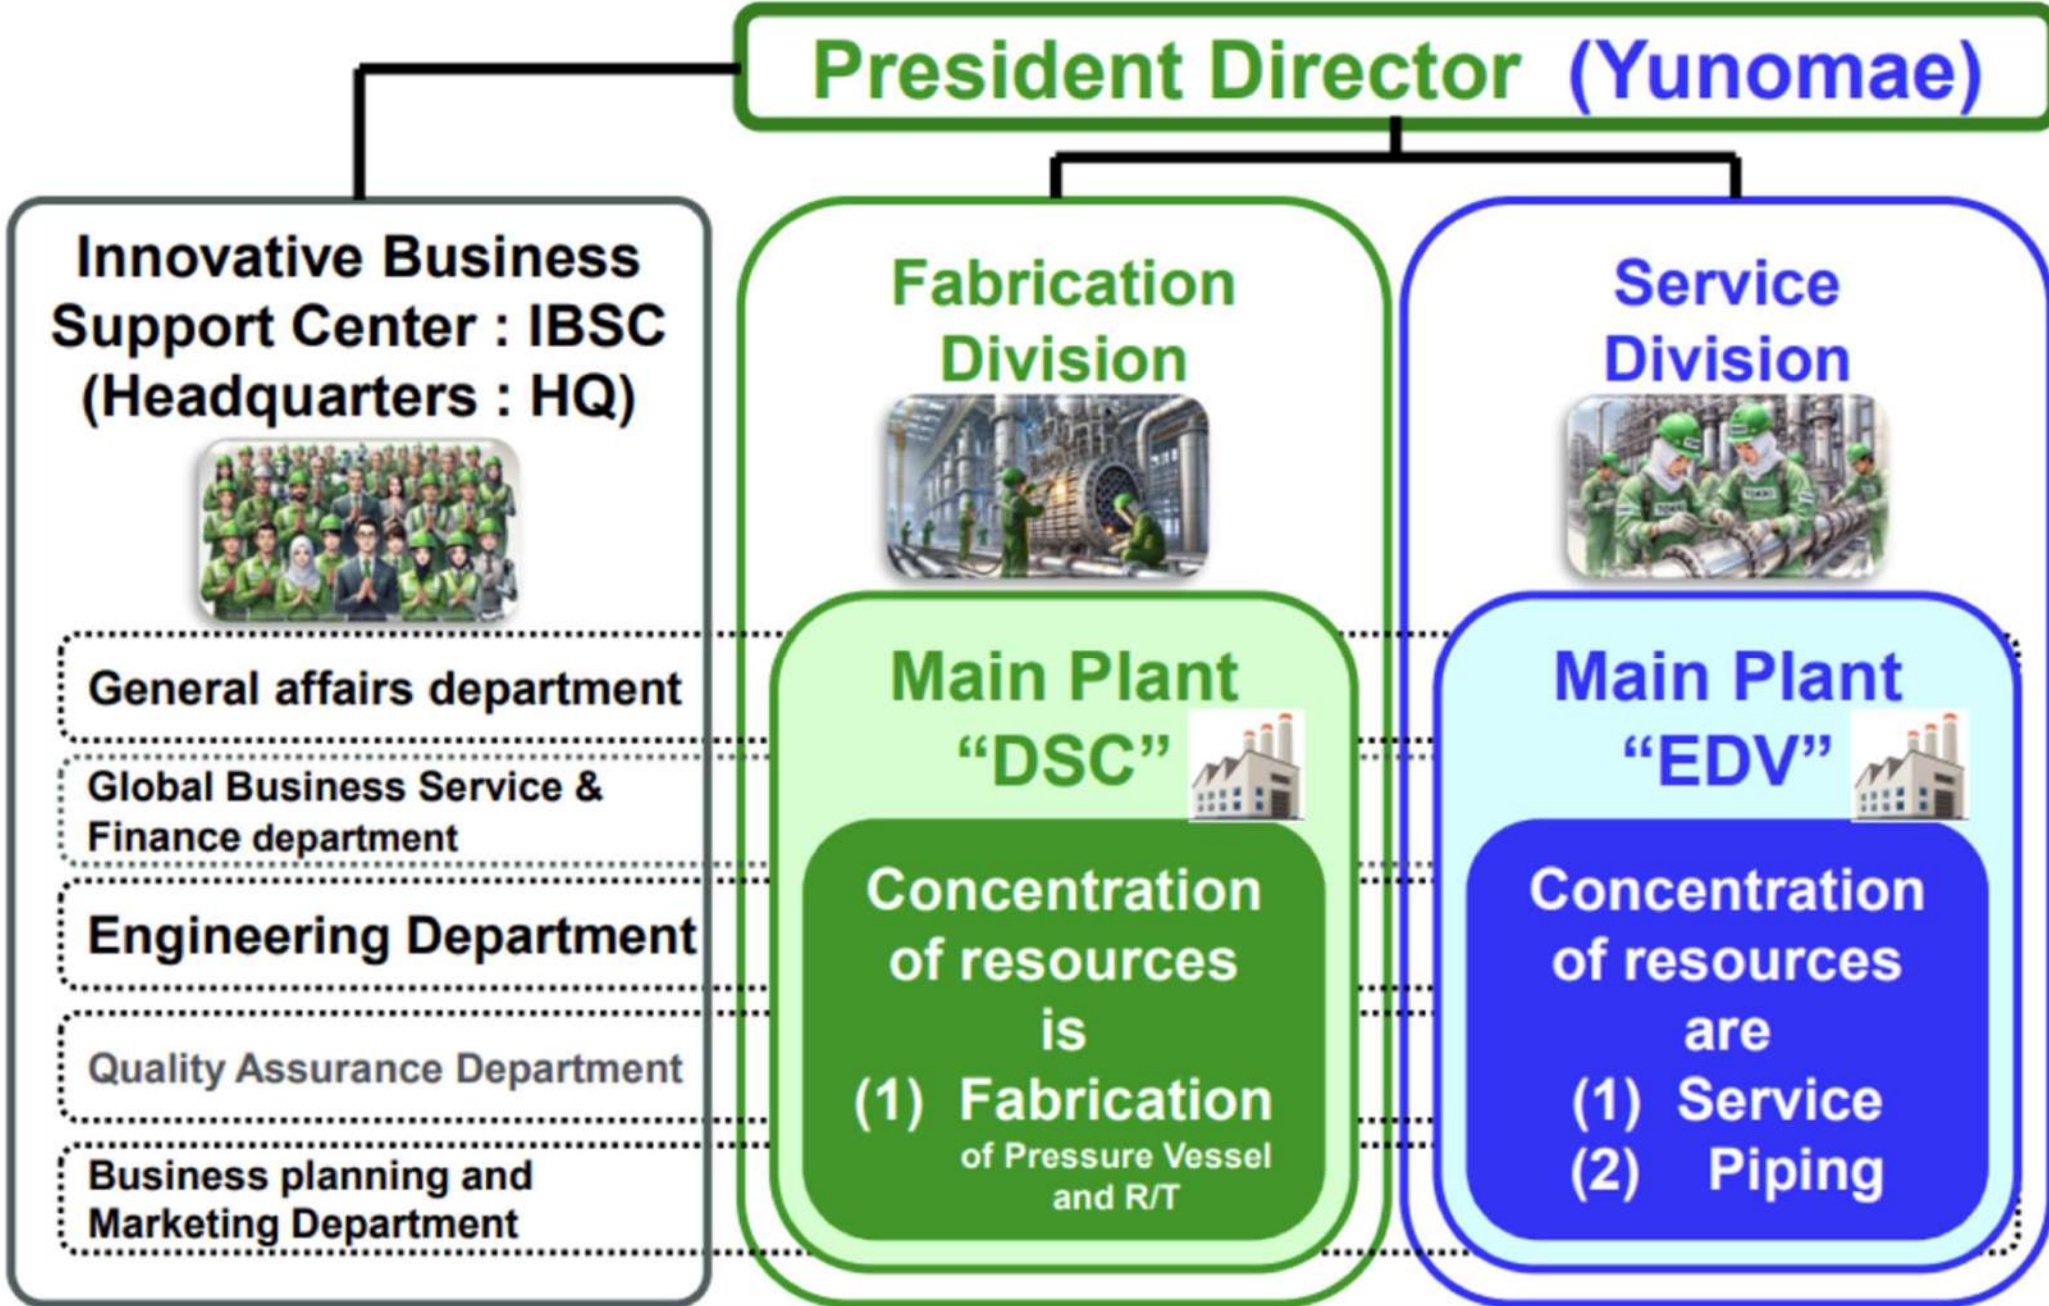 President Director (Yunomae)
Innovative Business
Support Center : IBSC
(Headquarters : HQ)
General affairs department
Global Business Service &
Finance department
Engineering Department
Quality Assurance Department
Business planning and
Marketing Department
Fabrication
Division
Main Plant
“DSC”
Concentration
of resources
is
(1) Fabrication
of Pressure Vessel
and R/T
Service
Division
Main Plant
“EDV”
Concentration
of resources
are
(1) Service
(2) Piping